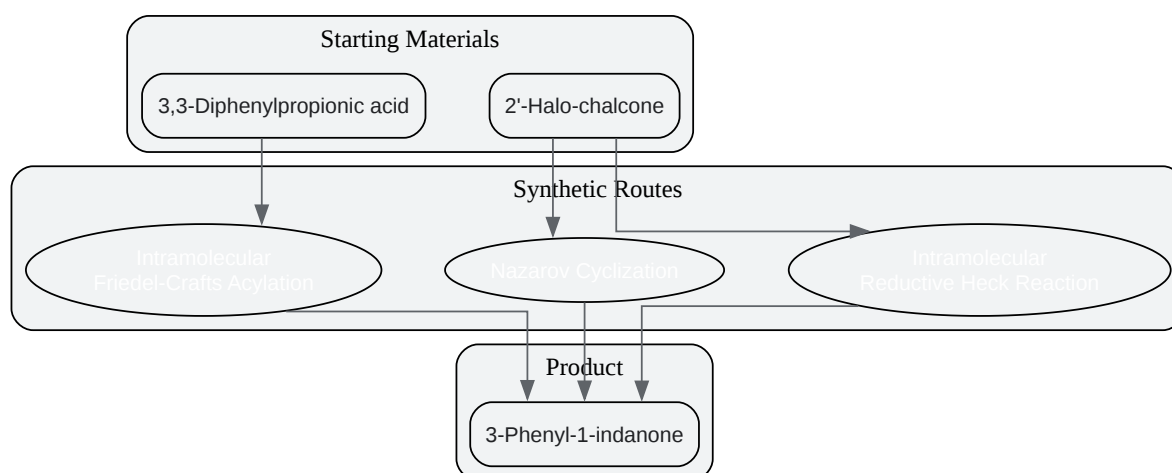 Starting Materials
3,3-Diphenylpropionic acid
2'-Halo-chalcone
Synthetic Routes
Intramolecular
Friedel-Crafts Acylation
Nazarov Cyclization
Intramolecular
Reductive Heck Reaction
Product
3-Phenyl-1-indanone